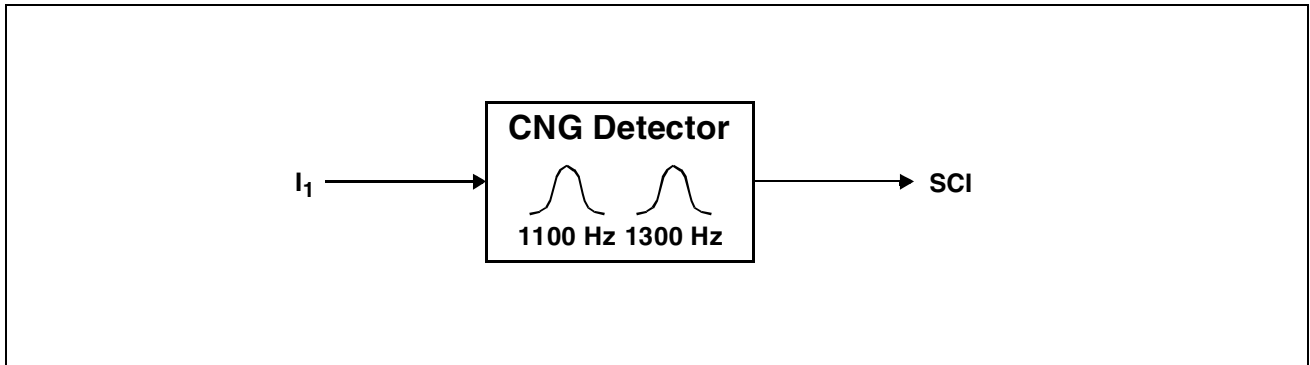 CNG Detector
I₁
SCI
1100 Hz 1300 Hz